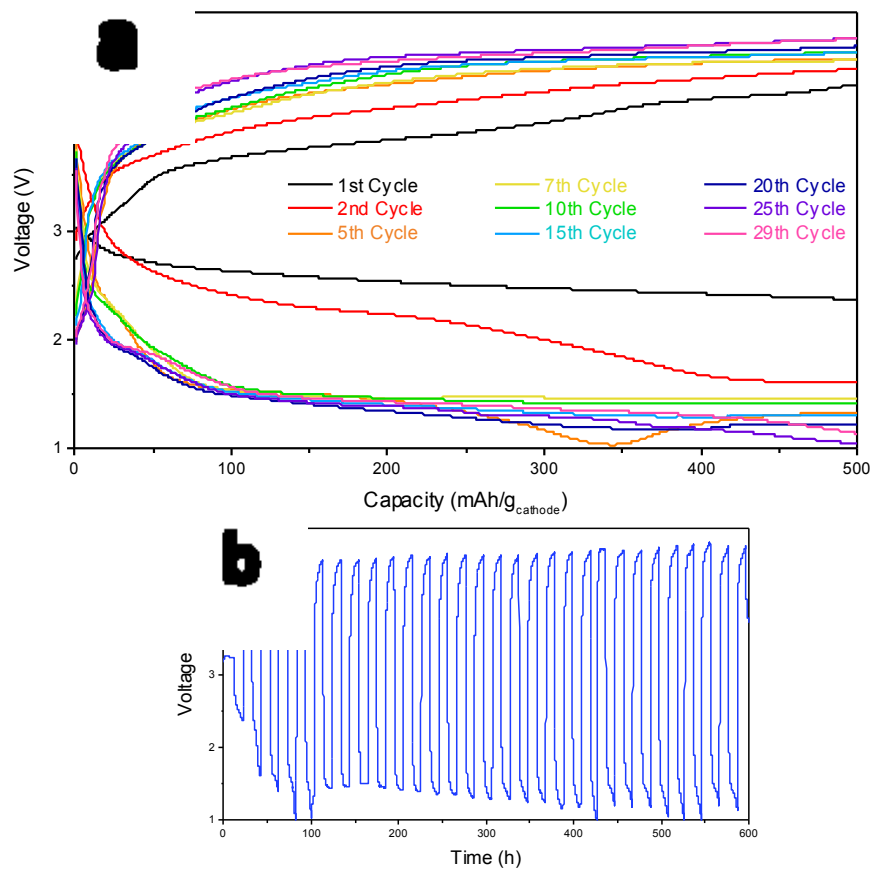 a
Voltage (V)
3
2
1
1st Cycle 7th Cycle 20th Cycle
2nd Cycle 10th Cycle 25th Cycle
5th Cycle 15th Cycle 29th Cycle
0 100 200 300 400 500
Capacity (mAh/gcathode)
b
Voltage
3
2
1
0 100 200 300 400 500 600
Time (h)